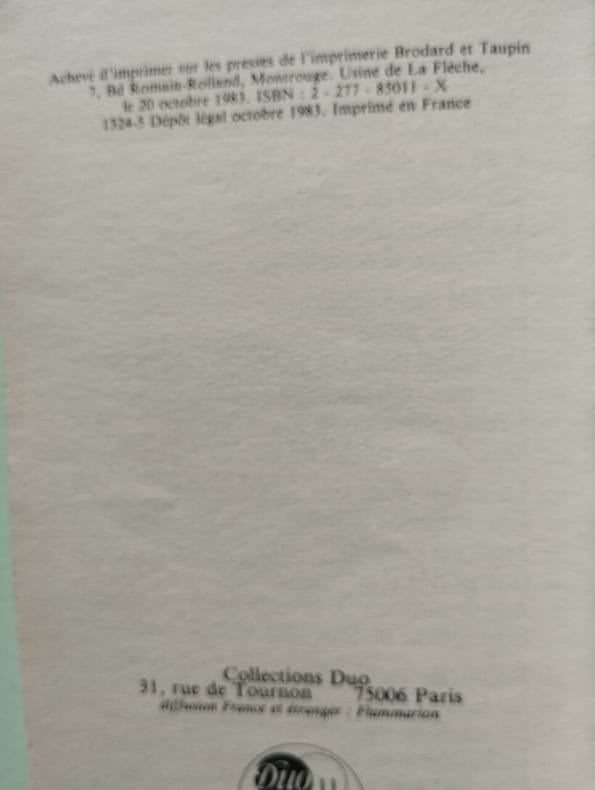 Achevé d'imprimer sur les presses de l'imprimerie Brodard et Taupin
7, Bd Romain-Rolland, Montrouge. Usine de La Flèche,
le 20 octobre 1983. ISBN : 2 - 277 - 85011 - X
1324-5 Dépôt légal octobre 1983. Imprimé en France
Collections Duo
31, rue de Tournon 75006 Paris
diffusion France et étranger : Flammarion
Duo